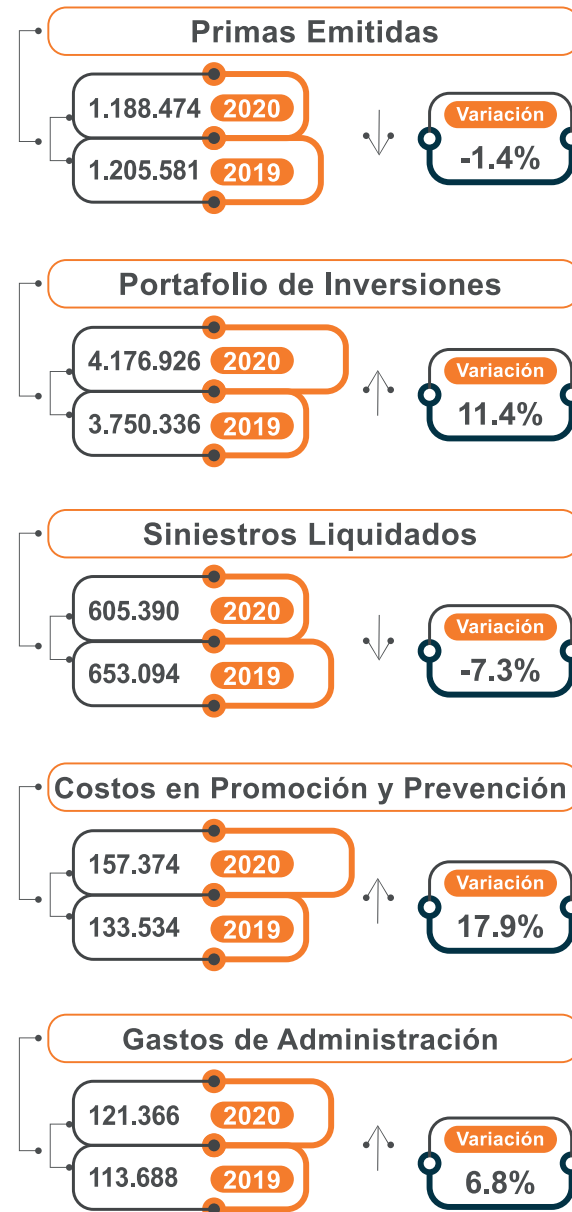 Primas Emitidas
1.188.474 2020
Variación
1.205.581 2019
-1.4%
Portafolio de Inversiones
4.176.926 2020
Variación
3.750.336 2019
11.4%
Siniestros Liquidados
605.390 2020
Variación
653.094 2019
-7.3%
Costos en Promoción y Prevención
157.374 2020
Variación
133.534 2019
17.9%
Gastos de Administración
121.366 2020
Variación
113.688 2019
6.8%